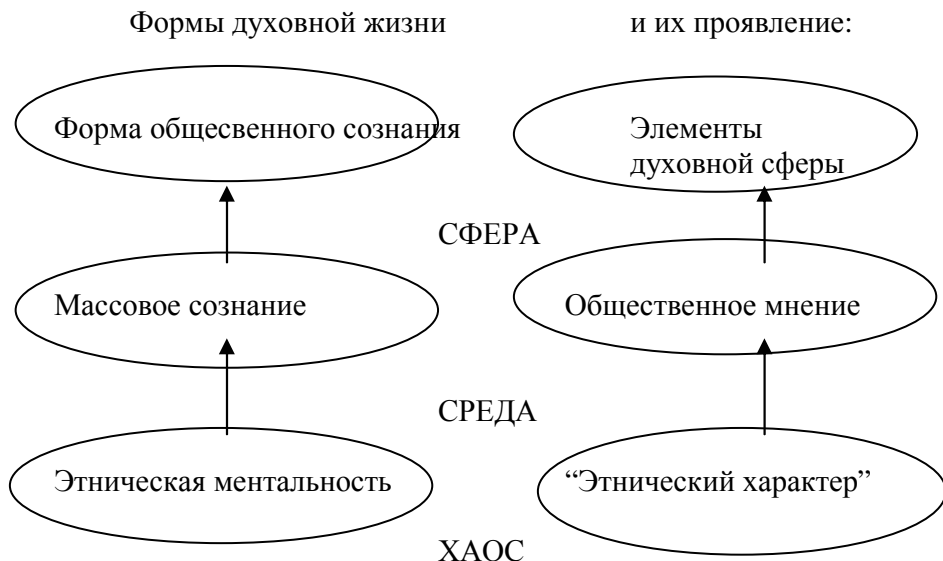 Формы духовной жизни и их проявление:
Форма общесвенного сознания Элементы
духовной сферы
СФЕРА
Массовое сознание Общественное мнение
СРЕДА
Этническая ментальность “Этнический характер”
ХАОС